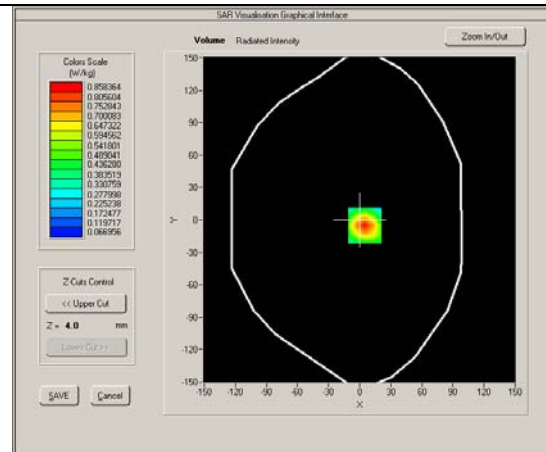 SAR Visualisation Graphical Interface
Volume Radiated Intensity
Zoom In/Out
Colors Scale
(W/kg)
0.858364
0.805604
0.752843
0.700083
0.647322
0.594562
0.541801
0.489041
0.436280
0.383519
0.330759
0.277998
0.225238
0.172477
0.119717
0.066956
Z Cuts Control
<< Upper Cut
Z = 4.0 mm
Lower Cut >>
SAVE Cancel
150
120
90
60
30
0
-30
-60
-90
-120
-150
Y
-150 -120 -90 -60 -30 0 30 60 90 120 150
X